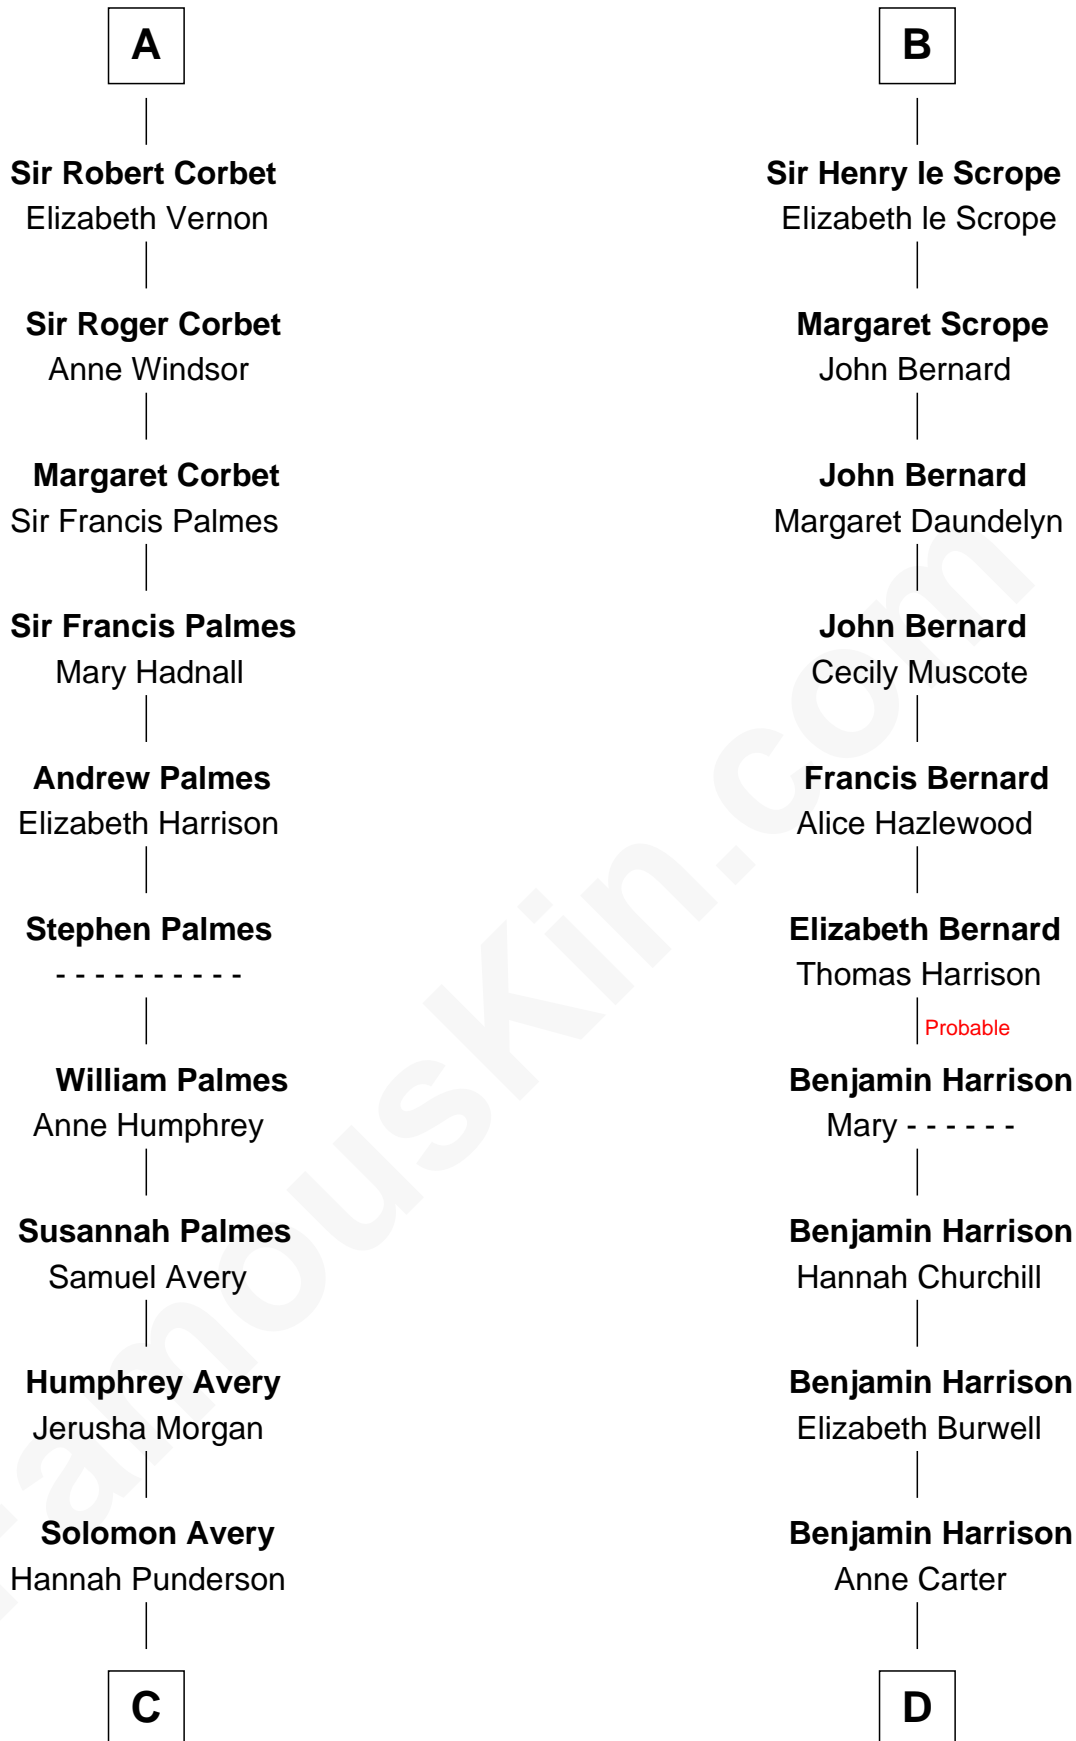 A
Sir Robert Corbet
Elizabeth Vernon
Sir Roger Corbet
Anne Windsor
Margaret Corbet
Sir Francis Palmes
Sir Francis Palmes
Mary Hadnall
Andrew Palmes
Elizabeth Harrison
Stephen Palmes
- - - - - - - - - -
William Palmes
Anne Humphrey
Susannah Palmes
Samuel Avery
Humphrey Avery
Jerusha Morgan
Solomon Avery
Hannah Punderson
C
B
Sir Henry le Scrope
Elizabeth le Scrope
Margaret Scrope
John Bernard
John Bernard
Margaret Daundelyn
John Bernard
Cecily Muscote
Francis Bernard
Alice Hazlewood
Elizabeth Bernard
Thomas Harrison
Probable
Benjamin Harrison
Mary - - - - - -
Benjamin Harrison
Hannah Churchill
Benjamin Harrison
Elizabeth Burwell
Benjamin Harrison
Anne Carter
D
FamousKin.com